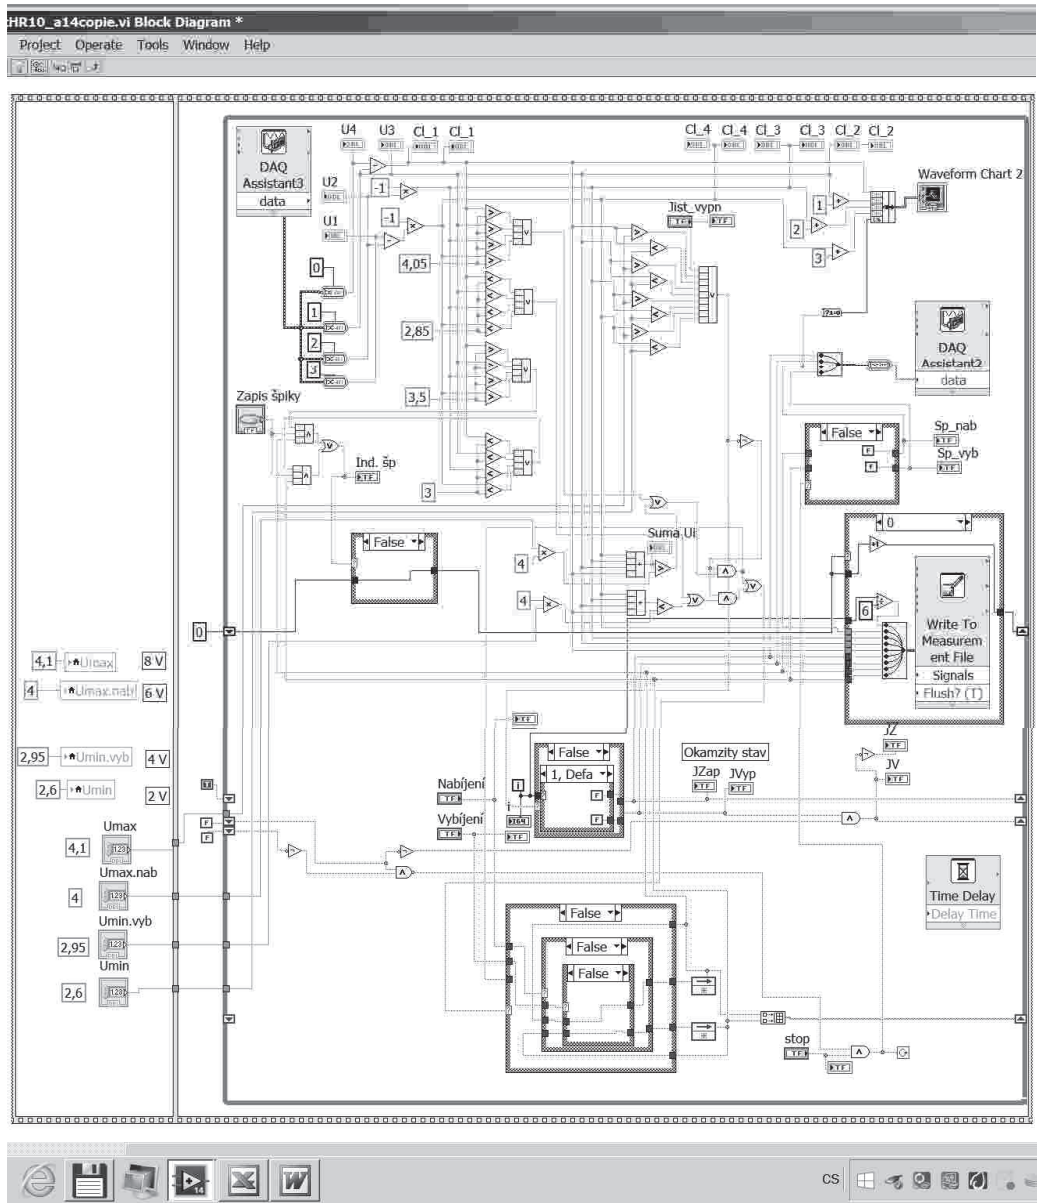 HR10_a14copie.vi Block Diagram *
Project Operate Tools Window Help
U4 U3 Cl_1 Cl_1
Cl_4 Cl_4 Cl_3 Cl_3 Cl_2 Cl_2
DAQ
Assistant3
data
U2
-1
U1
-1
Jist_vypn
1
2
3
Waveform Chart 2
0
1
2
3
4,05
2,85
3,5
3
DAQ
Assistant2
data
Zapis špiky
Ind. šp
False
Sp_nab
Sp_vyb
F
F
False
Suma Ui
4
4
0
+1
6
Write To
Measurem
ent File
Signals
Flush? (T)
0
4,1 Umax 8 V
4 Umax.nab 6 V
2,95 Umin.vyb 4 V
2,6 Umin 2 V
Nabíjení
Vybíjení
False
1, Defa
i
I64
F
F
Okamzity stav
JZap JVyp
JZ
JV
T
F
F
Umax
4,1
Umax.nab
4
Umin.vyb
2,95
Umin
2,6
False
False
False
Time Delay
Delay Time
stop
CS